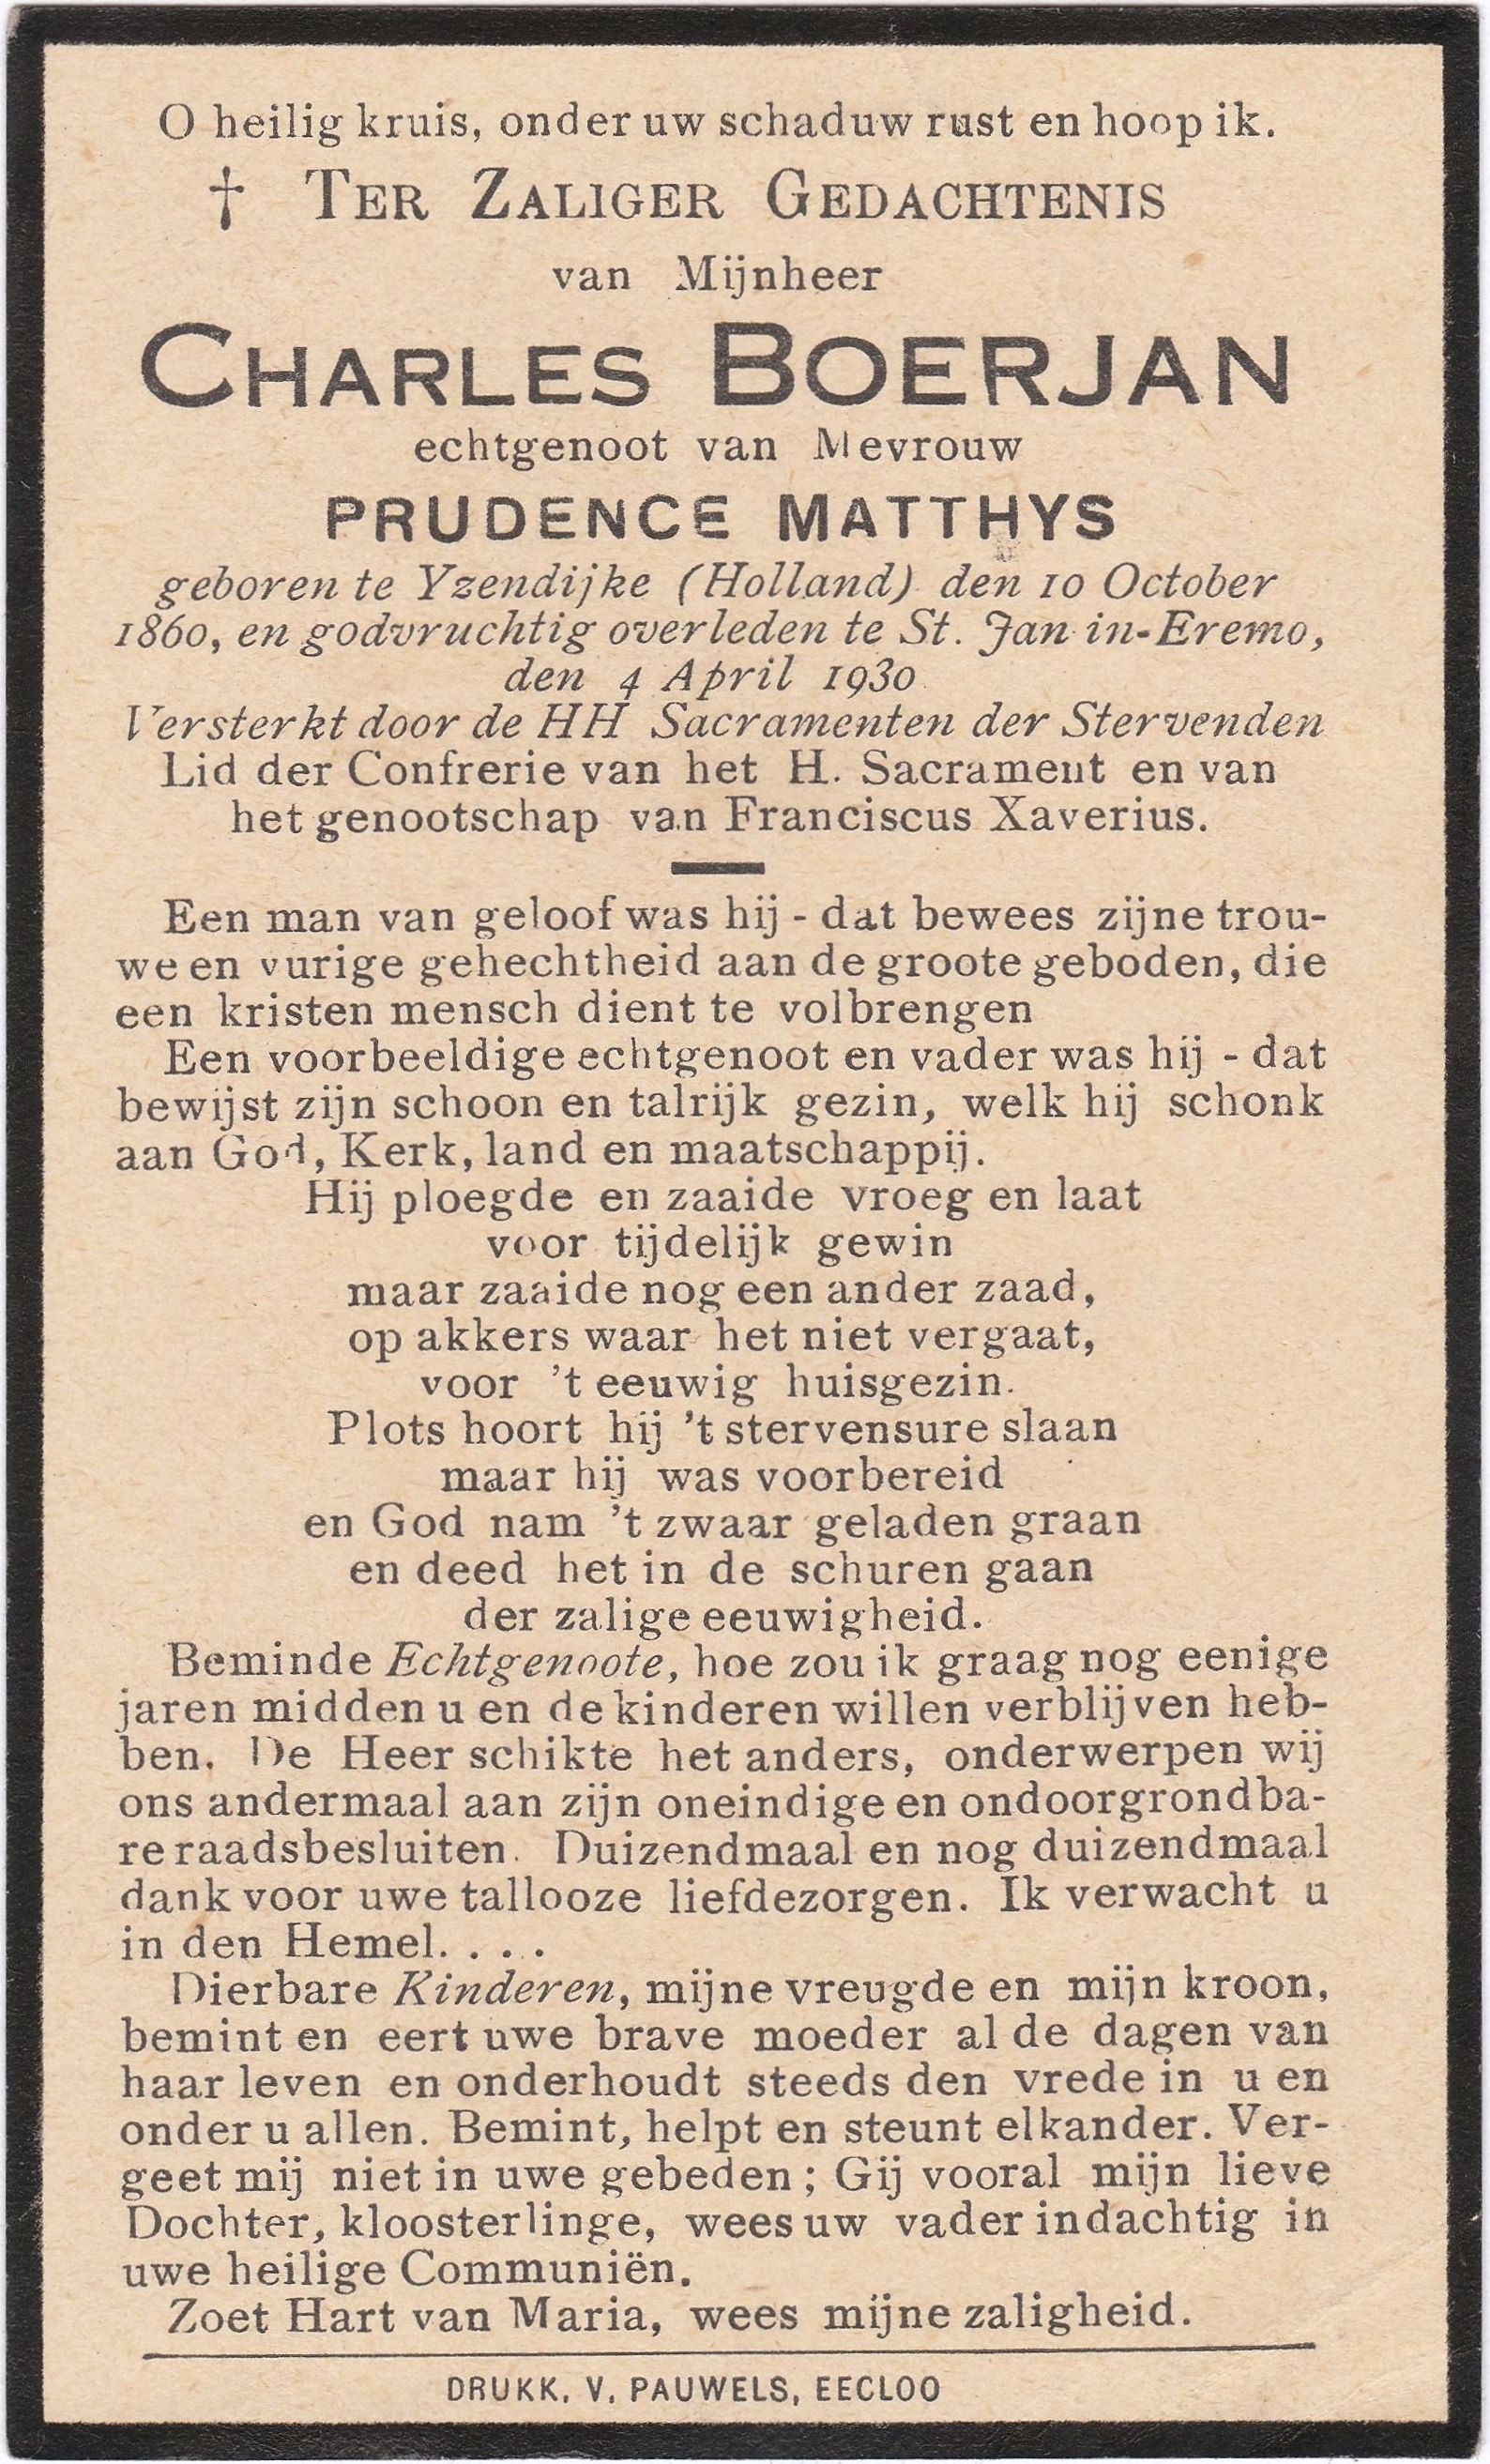 O heilig kruis, onder uw schaduw rust en hoop ik.
† TER ZALIGER GEDACHTENIS
van Mijnheer
CHARLES BOERJAN
echtgenoot van Mevrouw
PRUDENCE MATTHYS
geboren te Yzendijke (Holland) den 10 October
1860, en godvruchtig overleden te St. Jan in-Eremo,
den 4 April 1930
Versterkt door de HH Sacramenten der Stervenden
Lid der Confrerie van het H. Sacrament en van
het genootschap van Franciscus Xaverius.
Een man van geloof was hij - dat bewees zijne trou-
we en vurige gehechtheid aan de groote geboden, die
een kristen mensch dient te volbrengen
Een voorbeeldige echtgenoot en vader was hij - dat
bewijst zijn schoon en talrijk gezin, welk hij schonk
aan God, Kerk, land en maatschappij.
Hij ploegde en zaaide vroeg en laat
voor tijdelijk gewin
maar zaaide nog een ander zaad,
op akkers waar het niet vergaat,
voor 't eeuwig huisgezin.
Plots hoort hij 't stervensure slaan
maar hij was voorbereid
en God nam 't zwaar geladen graan
en deed het in de schuren gaan
der zalige eeuwigheid.
Beminde Echtgenoote, hoe zou ik graag nog eenige
jaren midden u en de kinderen willen verblijven heb-
ben. De Heer schikte het anders, onderwerpen wij
ons andermaal aan zijn oneindige en ondoorgrondba-
re raadsbesluiten. Duizendmaal en nog duizendmaal
dank voor uwe tallooze liefdezorgen. Ik verwacht u
in den Hemel. . . .
Dierbare Kinderen, mijne vreugde en mijn kroon,
bemint en eert uwe brave moeder al de dagen van
haar leven en onderhoudt steeds den vrede in u en
onder u allen. Bemint, helpt en steunt elkander. Ver-
geet mij niet in uwe gebeden ; Gij vooral mijn lieve
Dochter, kloosterlinge, wees uw vader indachtig in
uwe heilige Communiën.
Zoet Hart van Maria, wees mijne zaligheid.
DRUKK. V. PAUWELS, EECLOO